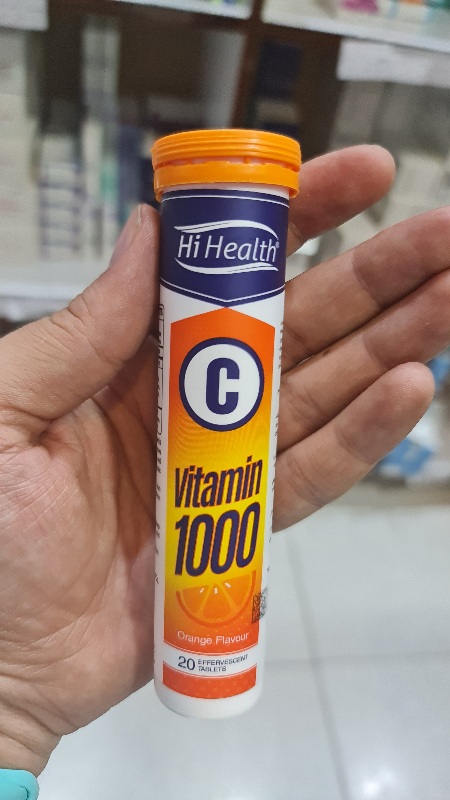 Hi Health®
C
Vitamin
1000
Orange Flavour
20 EFFERVESCENT
TABLETS